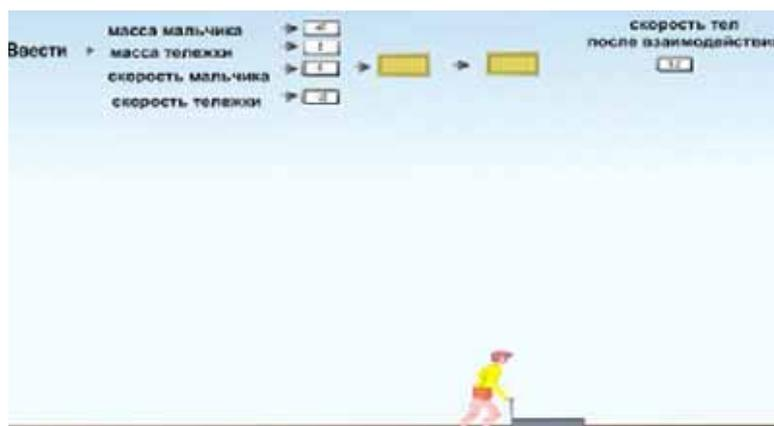 Ввести
масса мальчика
масса тележки
скорость мальчика
скорость тележки
скорость тел
после взаимодействия